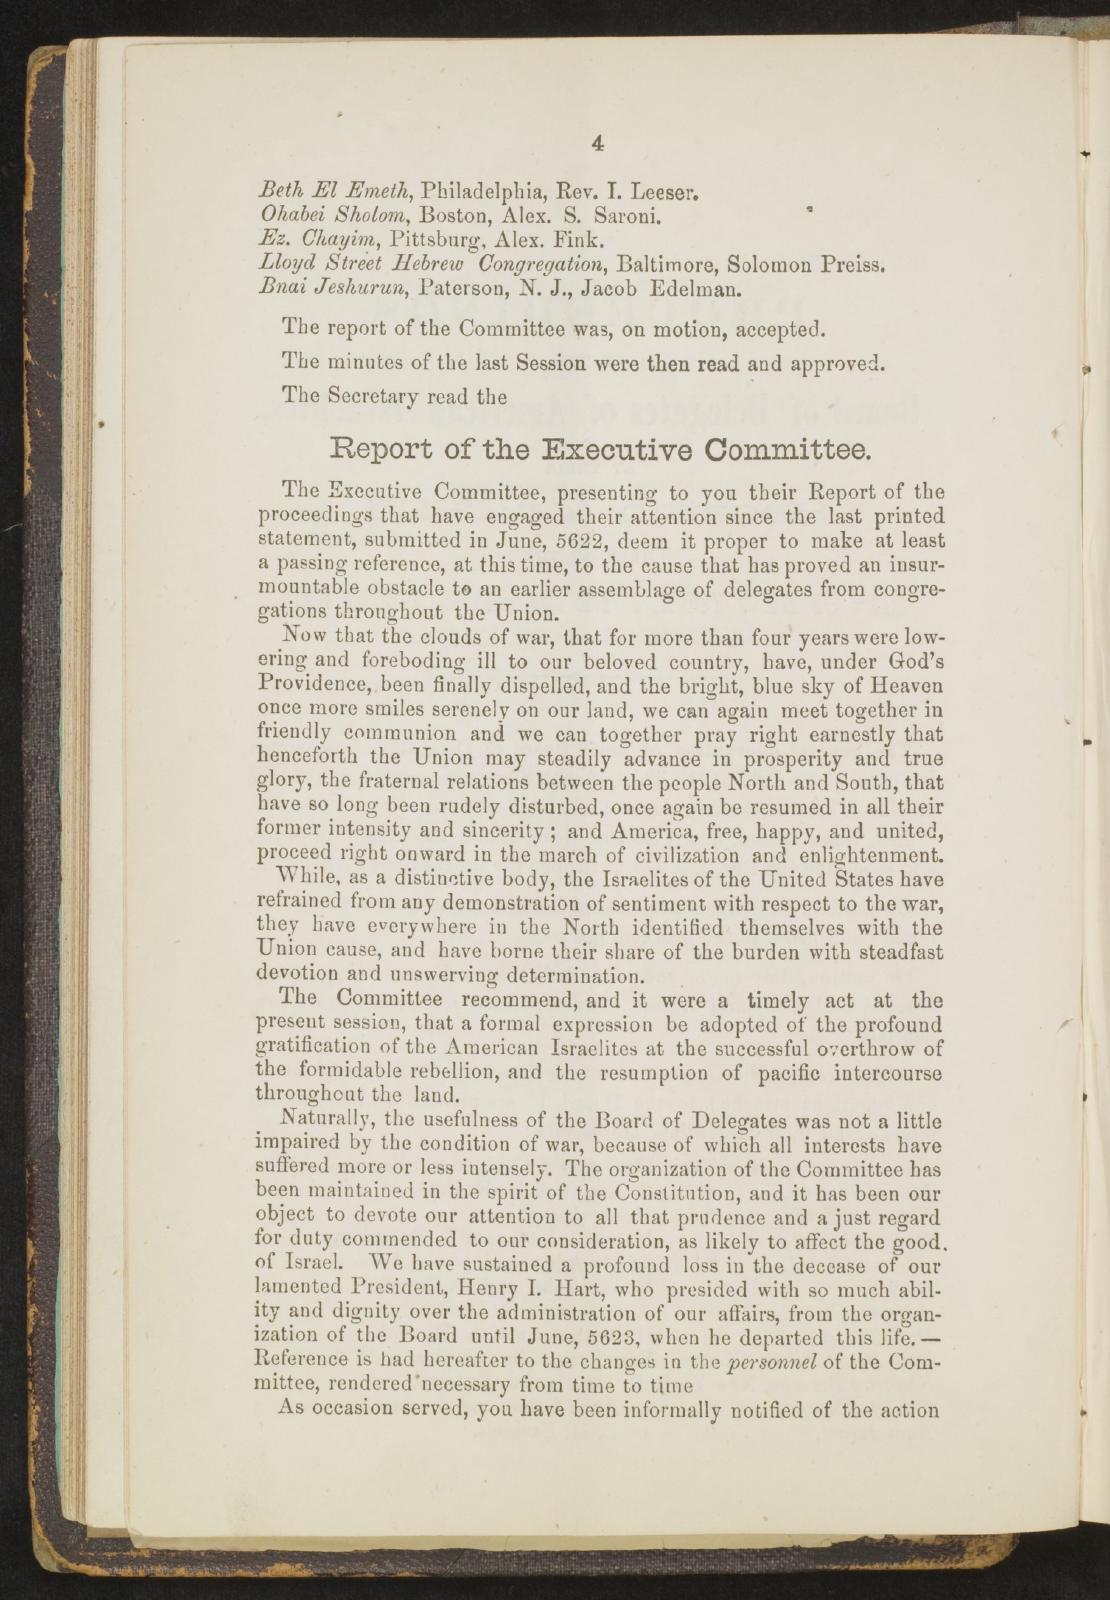 4
Beth El Emeth, Philadelphia, Rev. I. Leeser.
Ohabei Sholom, Boston, Alex. S. Saroni.
Ez. Chayim, Pittsburg, Alex. Fink.
Lloyd Street Hebrew Congregation, Baltimore, Solomon Preiss.
Bnai Jeshurun, Paterson, N. J., Jacob Edelman.
The report of the Committee was, on motion, accepted.
The minutes of the last Session were then read and approved.
The Secretary read the
Report of the Executive Committee.
The Executive Committee, presenting to you their Report of the
proceedings that have engaged their attention since the last printed
statement, submitted in June, 5622, deem it proper to make at least
a passing reference, at this time, to the cause that has proved an insur-
mountable obstacle to an earlier assemblage of delegates from congre-
gations throughout the Union.
Now that the clouds of war, that for more than four years were low-
ering and foreboding ill to our beloved country, have, under God's
Providence, been finally dispelled, and the bright, blue sky of Heaven
once more smiles serenely on our land, we can again meet together in
friendly communion and we can together pray right earnestly that
henceforth the Union may steadily advance in prosperity and true
glory, the fraternal relations between the people North and South, that
have so long been rudely disturbed, once again be resumed in all their
former intensity and sincerity; and America, free, happy, and united,
proceed right onward in the march of civilization and enlightenment.
While, as a distinctive body, the Israelites of the United States have
refrained from any demonstration of sentiment with respect to the war,
they have everywhere in the North identified themselves with the
Union cause, and have borne their share of the burden with steadfast
devotion and unswerving determination.
The Committee recommend, and it were a timely act at the
present session, that a formal expression be adopted of the profound
gratification of the American Israelites at the successful overthrow of
the formidable rebellion, and the resumption of pacific intercourse
throughout the land.
Naturally, the usefulness of the Board of Delegates was not a little
impaired by the condition of war, because of which all interests have
suffered more or less intensely. The organization of the Committee has
been maintained in the spirit of the Constitution, and it has been our
object to devote our attention to all that prudence and a just regard
for duty commended to our consideration, as likely to affect the good.
of Israel. We have sustained a profound loss in the decease of our
lamented President, Henry I. Hart, who presided with so much abil-
ity and dignity over the administration of our affairs, from the organ-
ization of the Board until June, 5623, when he departed this life.—
Reference is had hereafter to the changes in the personnel of the Com-
mittee, rendered necessary from time to time
As occasion served, you have been informally notified of the action